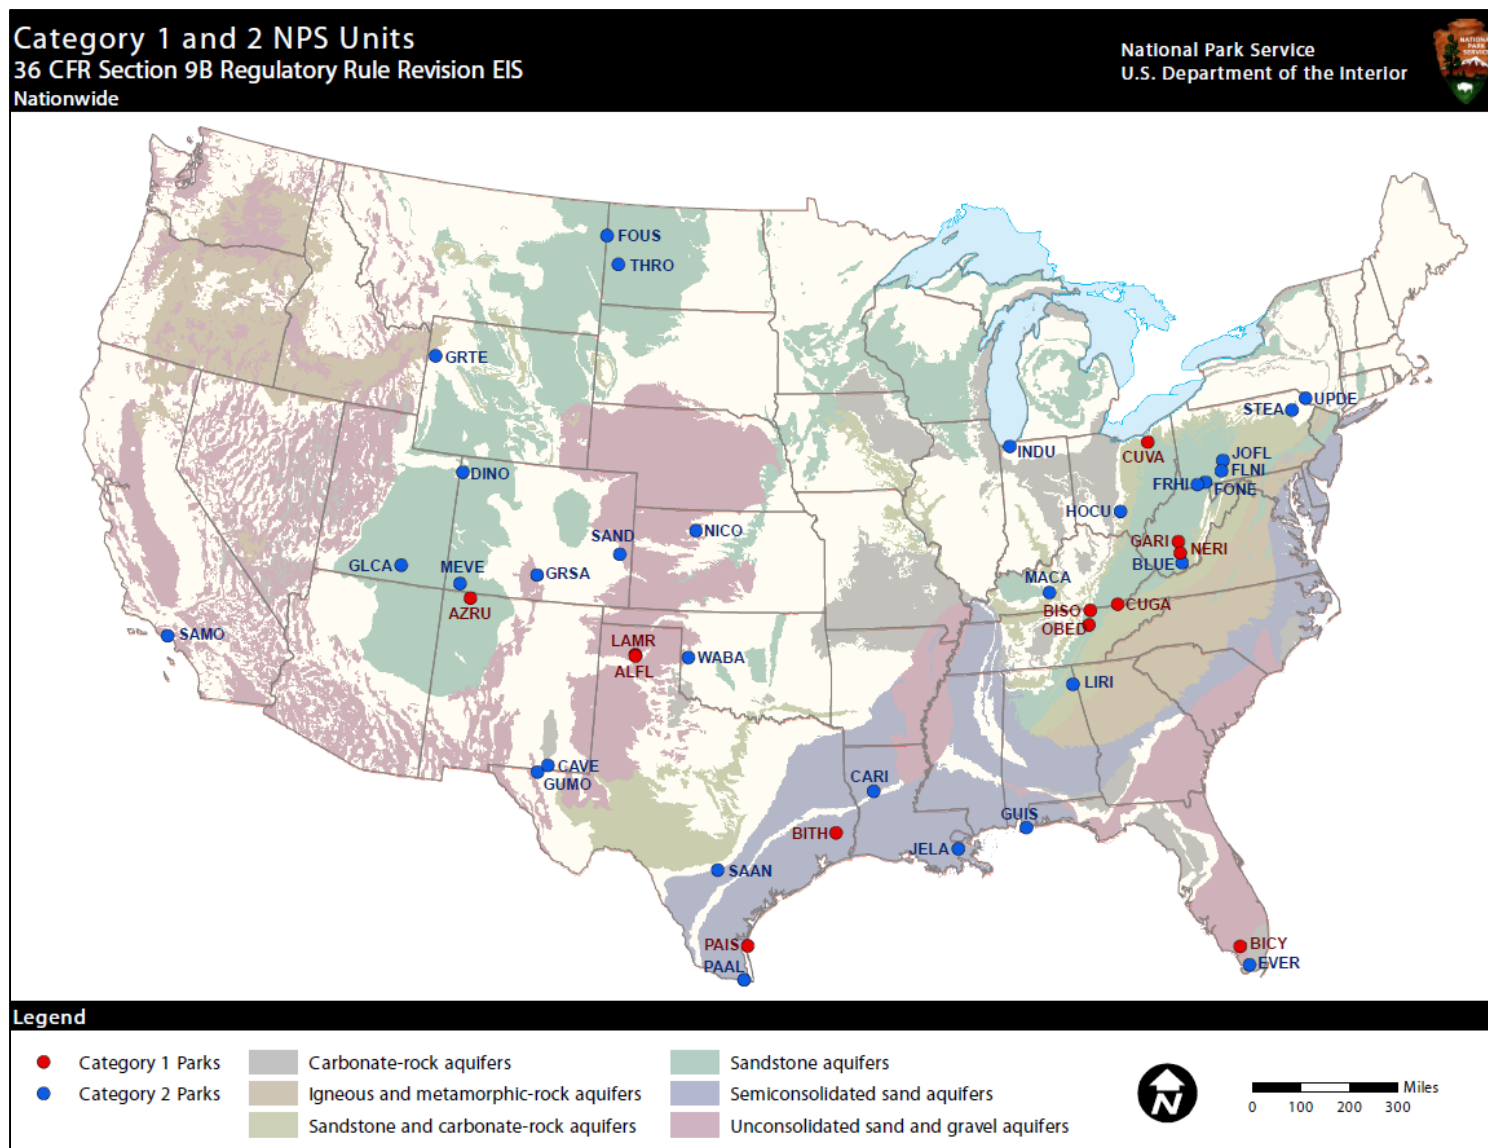 Category 1 and 2 NPS Units
36 CFR Section 9B Regulatory Rule Revision EIS
Nationwide
National Park Service
U.S. Department of the Interior
NATIONAL
PARK
SERVICE
FOUS
THRO
GRTE
UPDE
STEA
INDU
CUVA
JOFL
FLNI
FRHI
FONE
DINO
HOCU
NICO
SAND
GARI
NERI
BLUE
GLCA
MEVE
GRSA
MACA
AZRU
BISO
CUGA
OBED
SAMO
LAMR
ALFL
WABA
LIRI
CAVE
GUMO
CARI
GUIS
BITH
JELA
SAAN
PAIS
PAAL
BICY
EVER
Legend
Category 1 Parks
Category 2 Parks
Carbonate-rock aquifers
Igneous and metamorphic-rock aquifers
Sandstone and carbonate-rock aquifers
Sandstone aquifers
Semiconsolidated sand aquifers
Unconsolidated sand and gravel aquifers
N
Miles
0 100 200 300